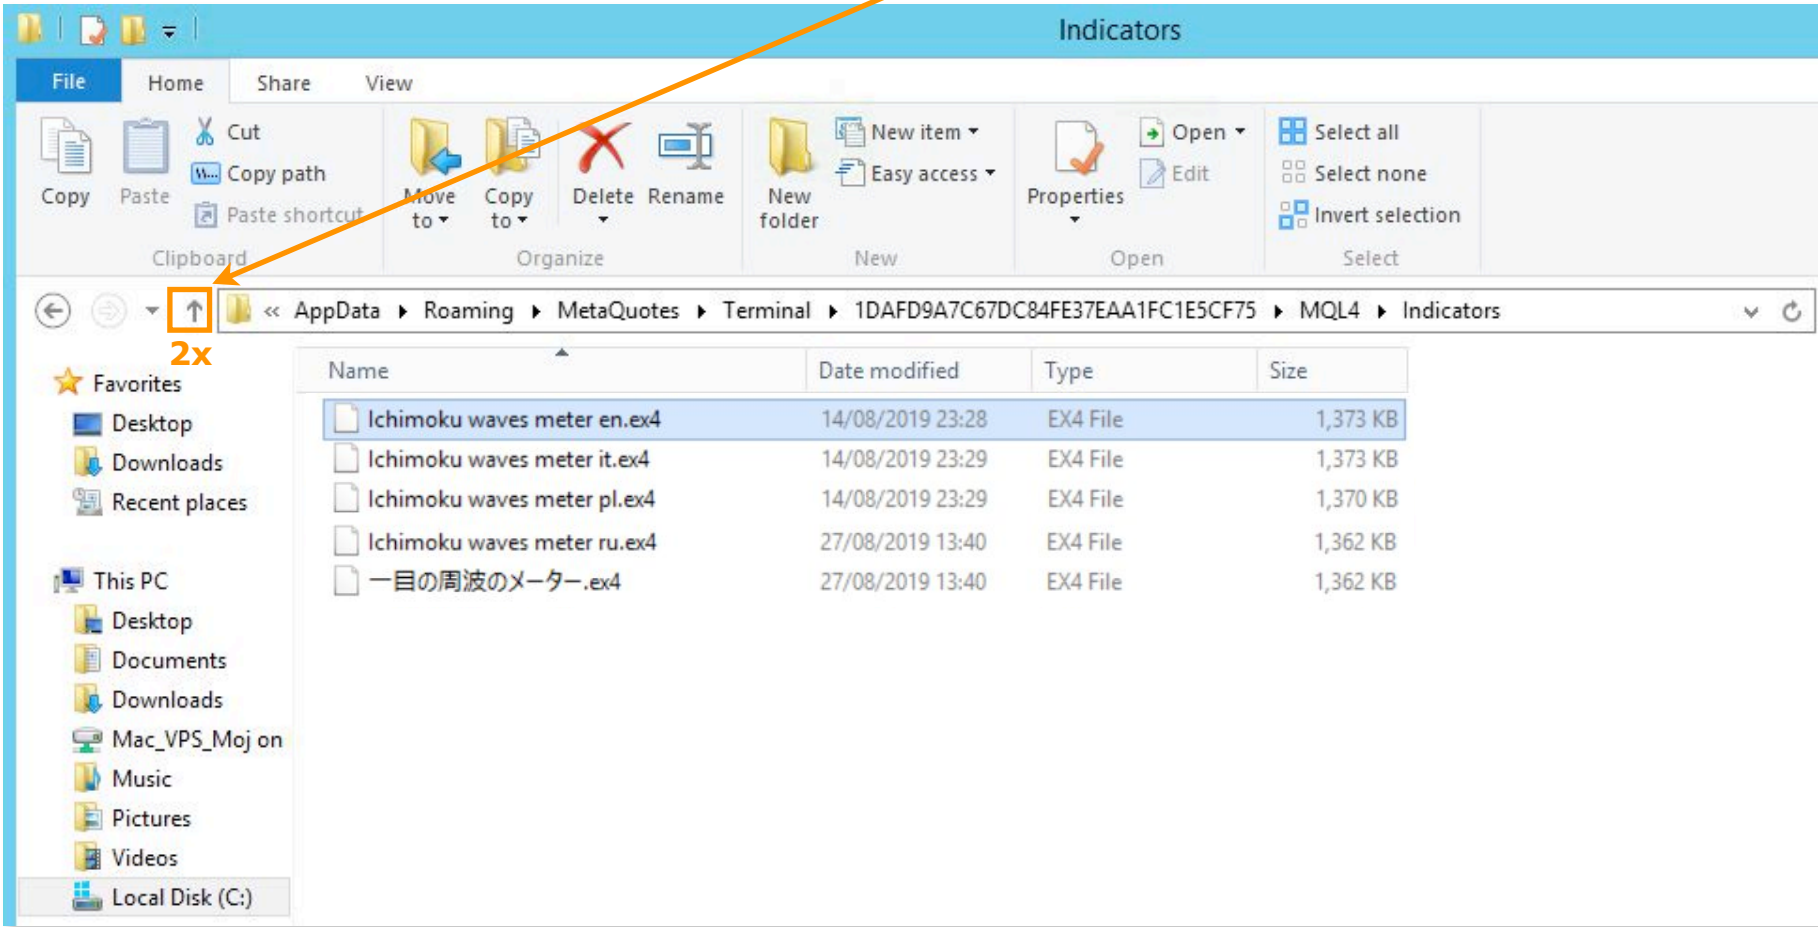 Indicators
File Home Share View
Copy
Paste
Cut
Copy path
Paste shortcut
Clipboard
Move to
Copy to
Delete
Rename
Organize
New folder
New item
Easy access
New
Properties
Open
Edit
Open
Select all
Select none
Invert selection
Select
« AppData Roaming MetaQuotes Terminal 1DAFD9A7C67DC84FE37EAA1FC1E5CF75 MQL4 Indicators
2x
Favorites
Desktop
Downloads
Recent places
This PC
Desktop
Documents
Downloads
Mac_VPS_Moj on
Music
Pictures
Videos
Local Disk (C:)
Name Date modified Type Size
Ichimoku waves meter en.ex4 14/08/2019 23:28 EX4 File 1,373 KB
Ichimoku waves meter it.ex4 14/08/2019 23:29 EX4 File 1,373 KB
Ichimoku waves meter pl.ex4 14/08/2019 23:29 EX4 File 1,370 KB
Ichimoku waves meter ru.ex4 27/08/2019 13:40 EX4 File 1,362 KB
一目の周波のメーター.ex4 27/08/2019 13:40 EX4 File 1,362 KB